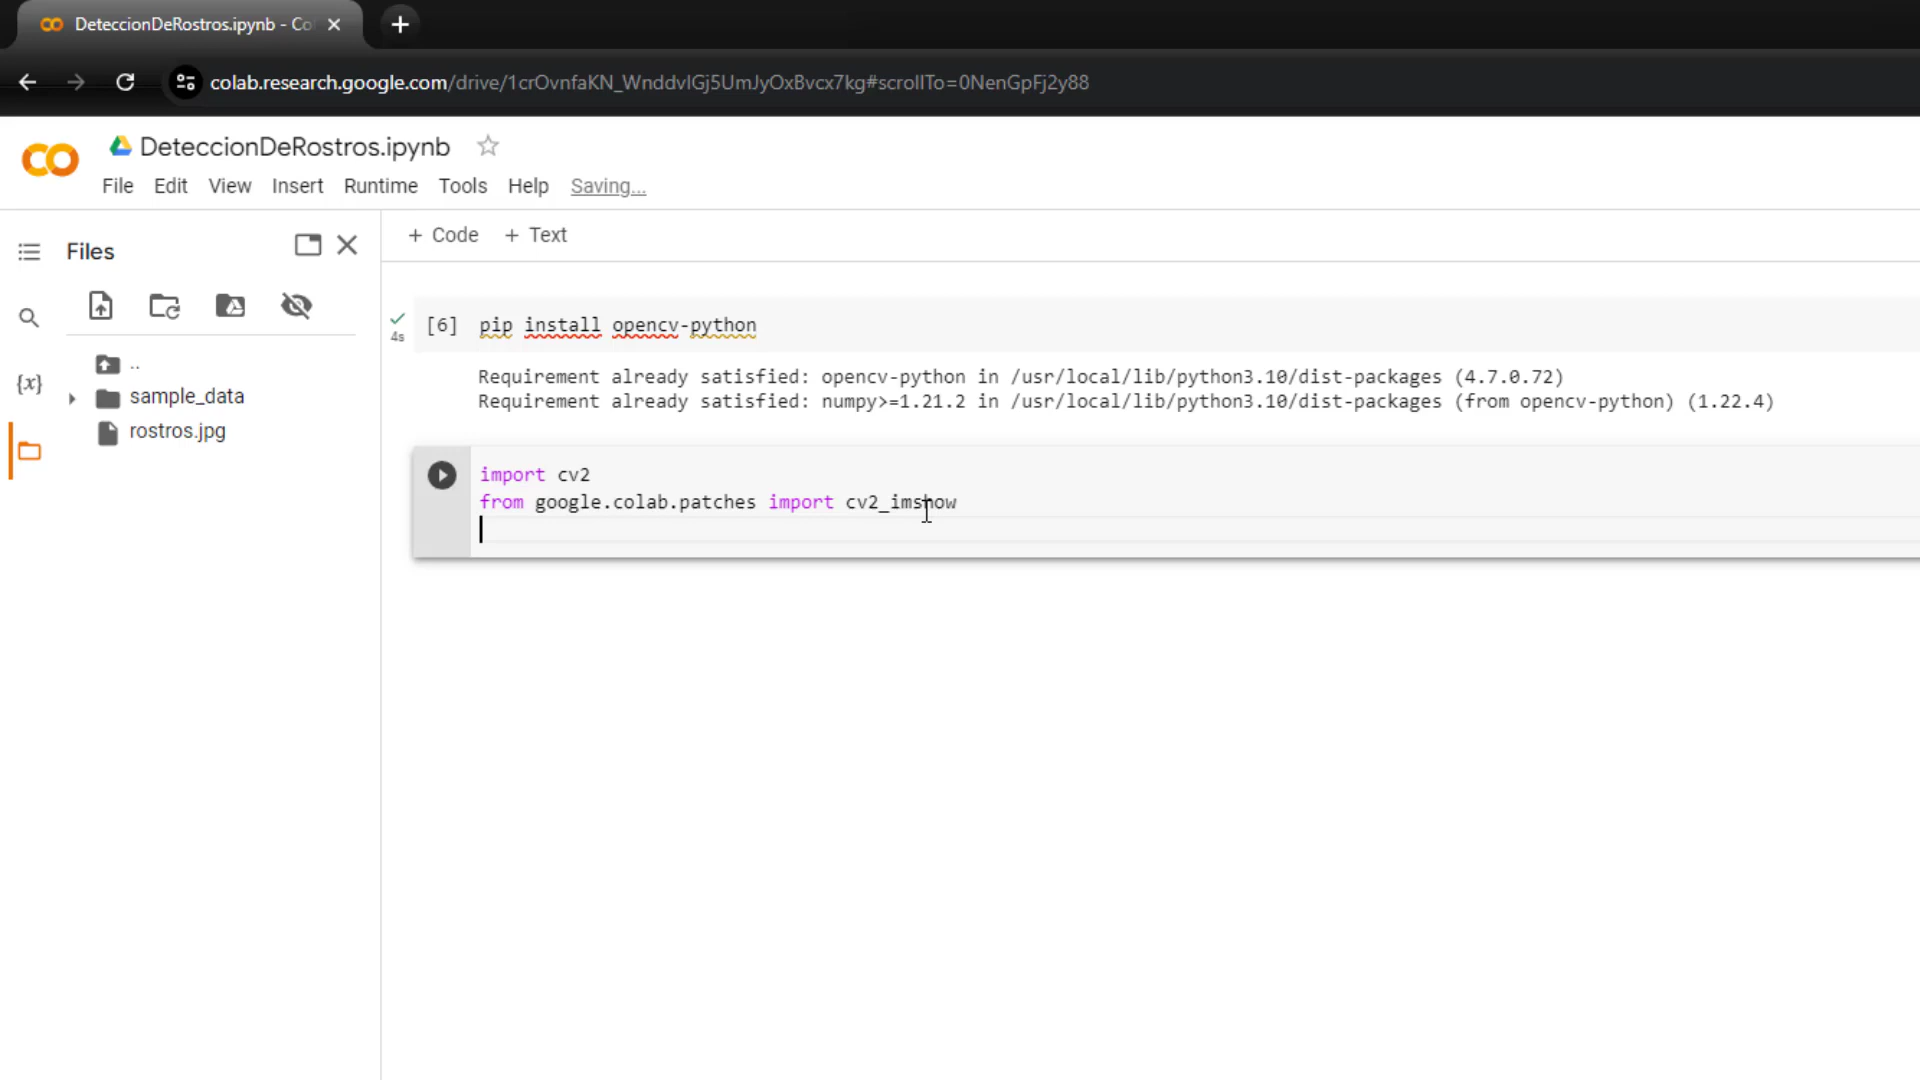 DeteccionDeRostros.ipynb - Co
colab.research.google.com/drive/1crOvnfaKN_WnddvlGj5UmJyOxBvcx7kg#scrollTo=0NenGpFj2y88
DeteccionDeRostros.ipynb
File Edit View Insert Runtime Tools Help Saving...
Files
+ Code + Text
..
sample_data
rostros.jpg
{x}
4s
[6] pip install opencv-python
Requirement already satisfied: opencv-python in /usr/local/lib/python3.10/dist-packages (4.7.0.72)
Requirement already satisfied: numpy>=1.21.2 in /usr/local/lib/python3.10/dist-packages (from opencv-python) (1.22.4)
import cv2
from google.colab.patches import cv2_imshow